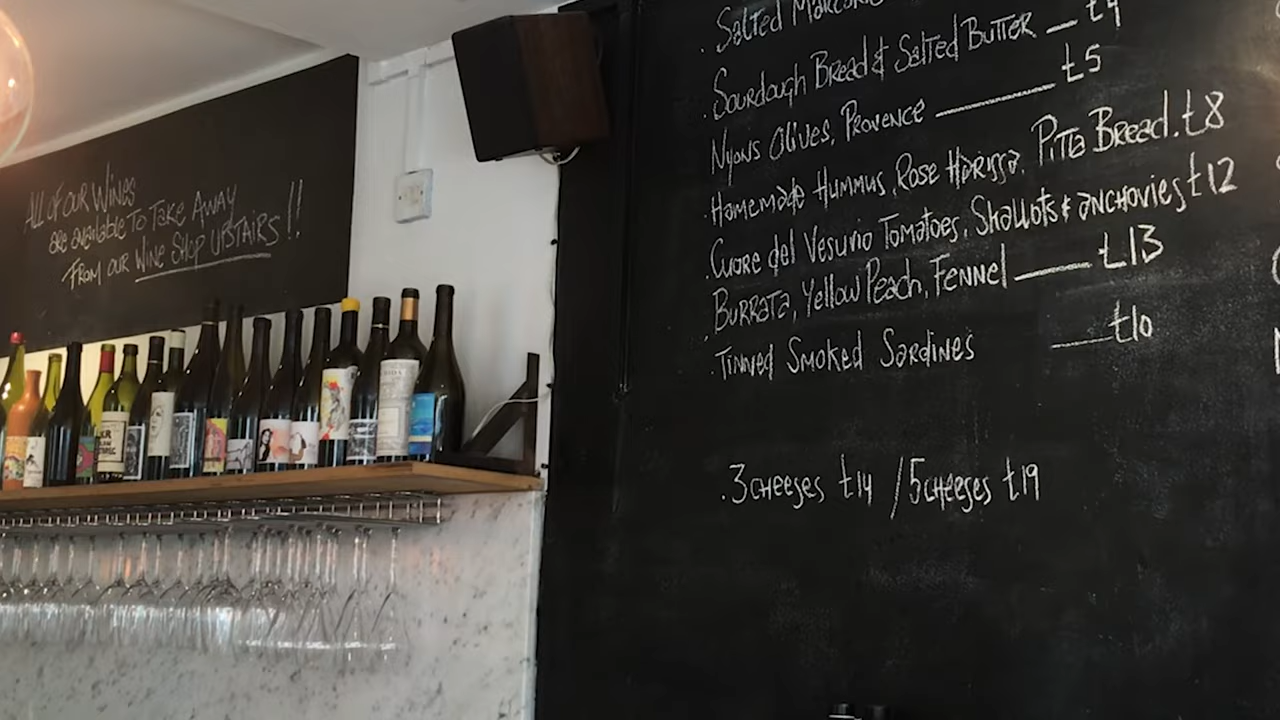 All of our Wines
are available To Take Away
From our Wine Shop Upstairs !!
. Salted
. Sourdough Bread & Salted Butter — £4
Nyons Olives, Provence — £5
. Homemade Hummus, Rose Harissa, Pitta Bread. £8
. Cuore del Vesuvio Tomatoes, Shallots & anchovies £12
. Burrata, Yellow Peach, Fennel — £13
. Tinned Smoked Sardines — £10
. 3 cheeses £14 / 5 cheeses £19